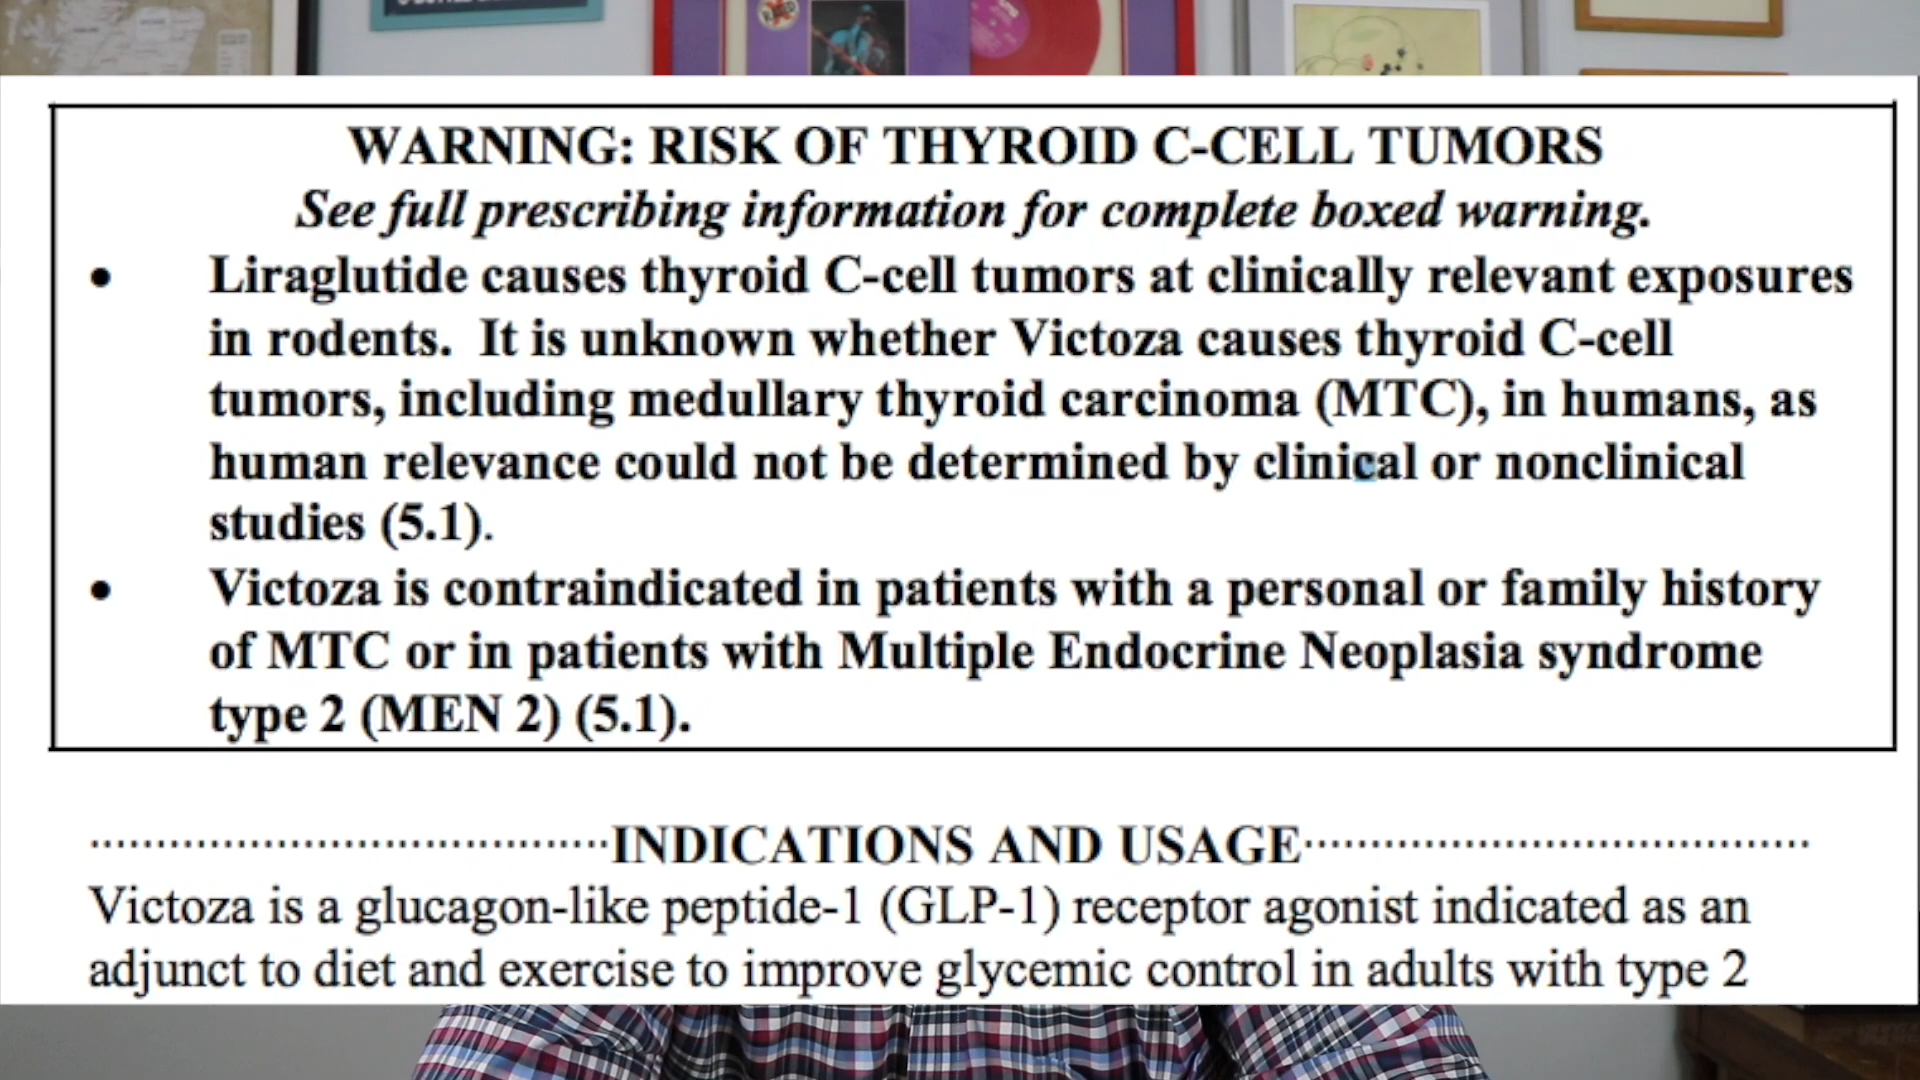 WARNING: RISK OF THYROID C-CELL TUMORS
See full prescribing information for complete boxed warning.
• Liraglutide causes thyroid C-cell tumors at clinically relevant exposures
in rodents. It is unknown whether Victoza causes thyroid C-cell
tumors, including medullary thyroid carcinoma (MTC), in humans, as
human relevance could not be determined by clinical or nonclinical
studies (5.1).
• Victoza is contraindicated in patients with a personal or family history
of MTC or in patients with Multiple Endocrine Neoplasia syndrome
type 2 (MEN 2) (5.1).
INDICATIONS AND USAGE
Victoza is a glucagon-like peptide-1 (GLP-1) receptor agonist indicated as an
adjunct to diet and exercise to improve glycemic control in adults with type 2